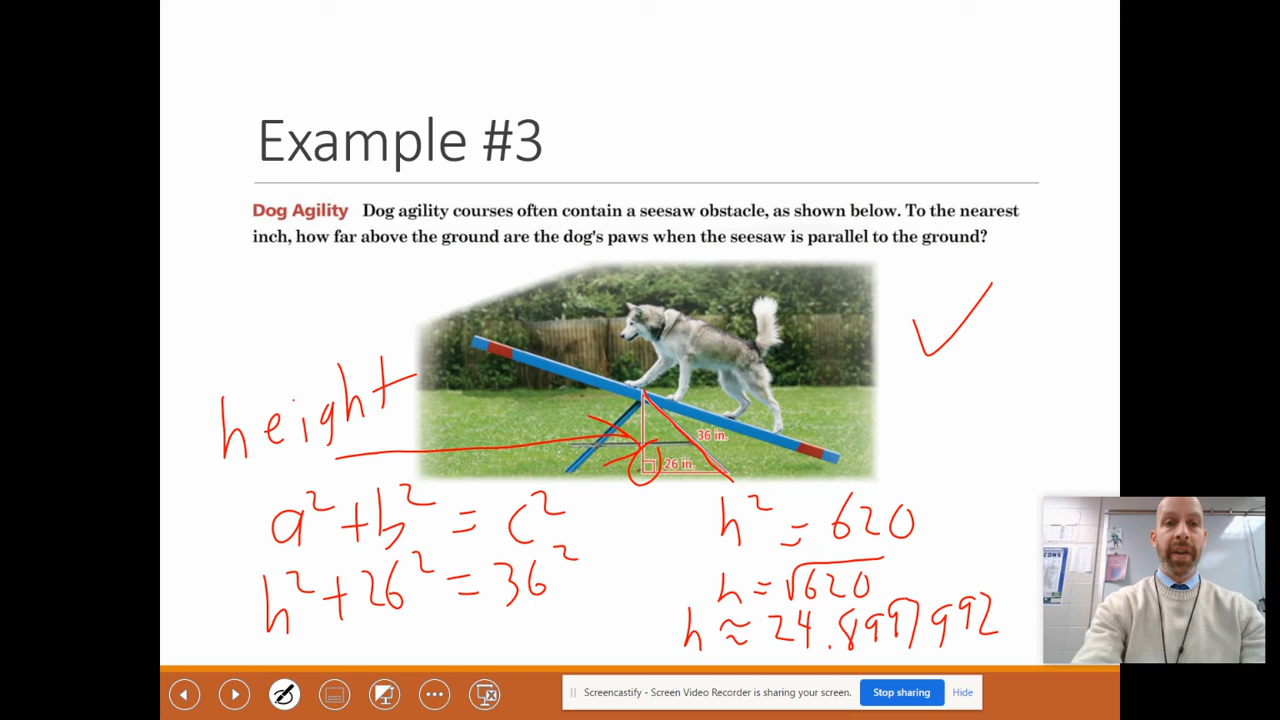 Example #3
Dog Agility Dog agility courses often contain a seesaw obstacle, as shown below. To the nearest
inch, how far above the ground are the dog's paws when the seesaw is parallel to the ground?
height
36 in.
26 in.
a² + b² = c²
h² + 26² = 36²
h² = 620
h = √620
h ≈ 24.8997992
Screencastify - Screen Video Recorder is sharing your screen.
Stop sharing
Hide